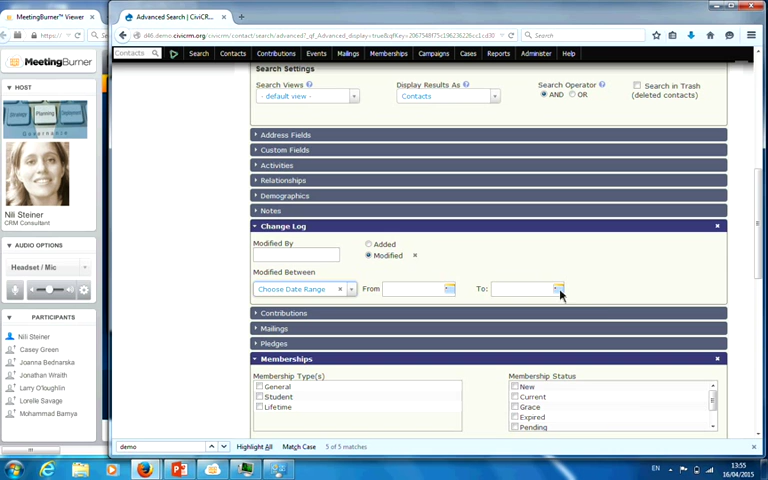 MeetingBurner™ Viewer
Advanced Search | CiviCRM...
https://
d46.demo.civicrm.org/civicrm/contact/search/advanced?_qf_Advanced_display=true&qfKey=
Search
Contacts
Search
Contacts
Contributions
Events
Mailings
Memberships
Campaigns
Cases
Reports
Administer
Help
MeetingBurner
HOST
Strategy
Planning
Governance
Nili Steiner
CRM Consultant
AUDIO OPTIONS
Headset / Mic
PARTICIPANTS
Nili Steiner
Casey Green
Joanna Bednarska
Jonathan Wraith
Larry O'loughlin
Lorelle Savage
Mohammad Bamya
Search Settings
Search Views
Display Results As
Search Operator
Search in Trash
(deleted contacts)
- default view -
Contacts
AND
OR
Address Fields
Custom Fields
Activities
Relationships
Demographics
Notes
Change Log
Modified By
Added
Modified
Modified Between
Choose Date Range
From
To:
Contributions
Mailings
Pledges
Memberships
Membership Type(s)
General
Student
Lifetime
Membership Status
New
Current
Grace
Expired
Pending
demo
Highlight All
Match Case
5 of 5 matches
EN
13:55
16/04/2015